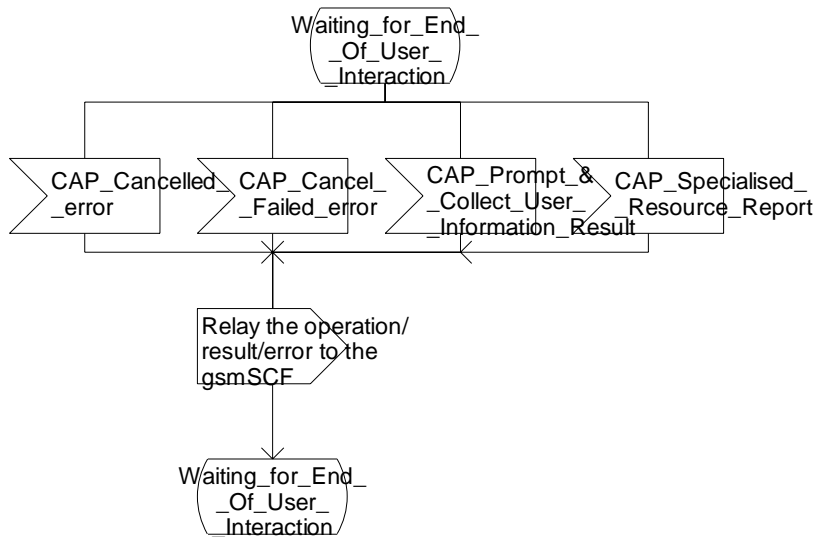 Waiting_for_End_
_Of_User_
_Interaction
CAP_Cancelled_
_error
CAP_Cancel_
_Failed_error
CAP_Prompt_&
_Collect_User_
_Information_Result
CAP_Specialised_
_Resource_Report
Relay the operation/
result/error to the
gsmSCF
Waiting_for_End_
_Of_User_
_Interaction